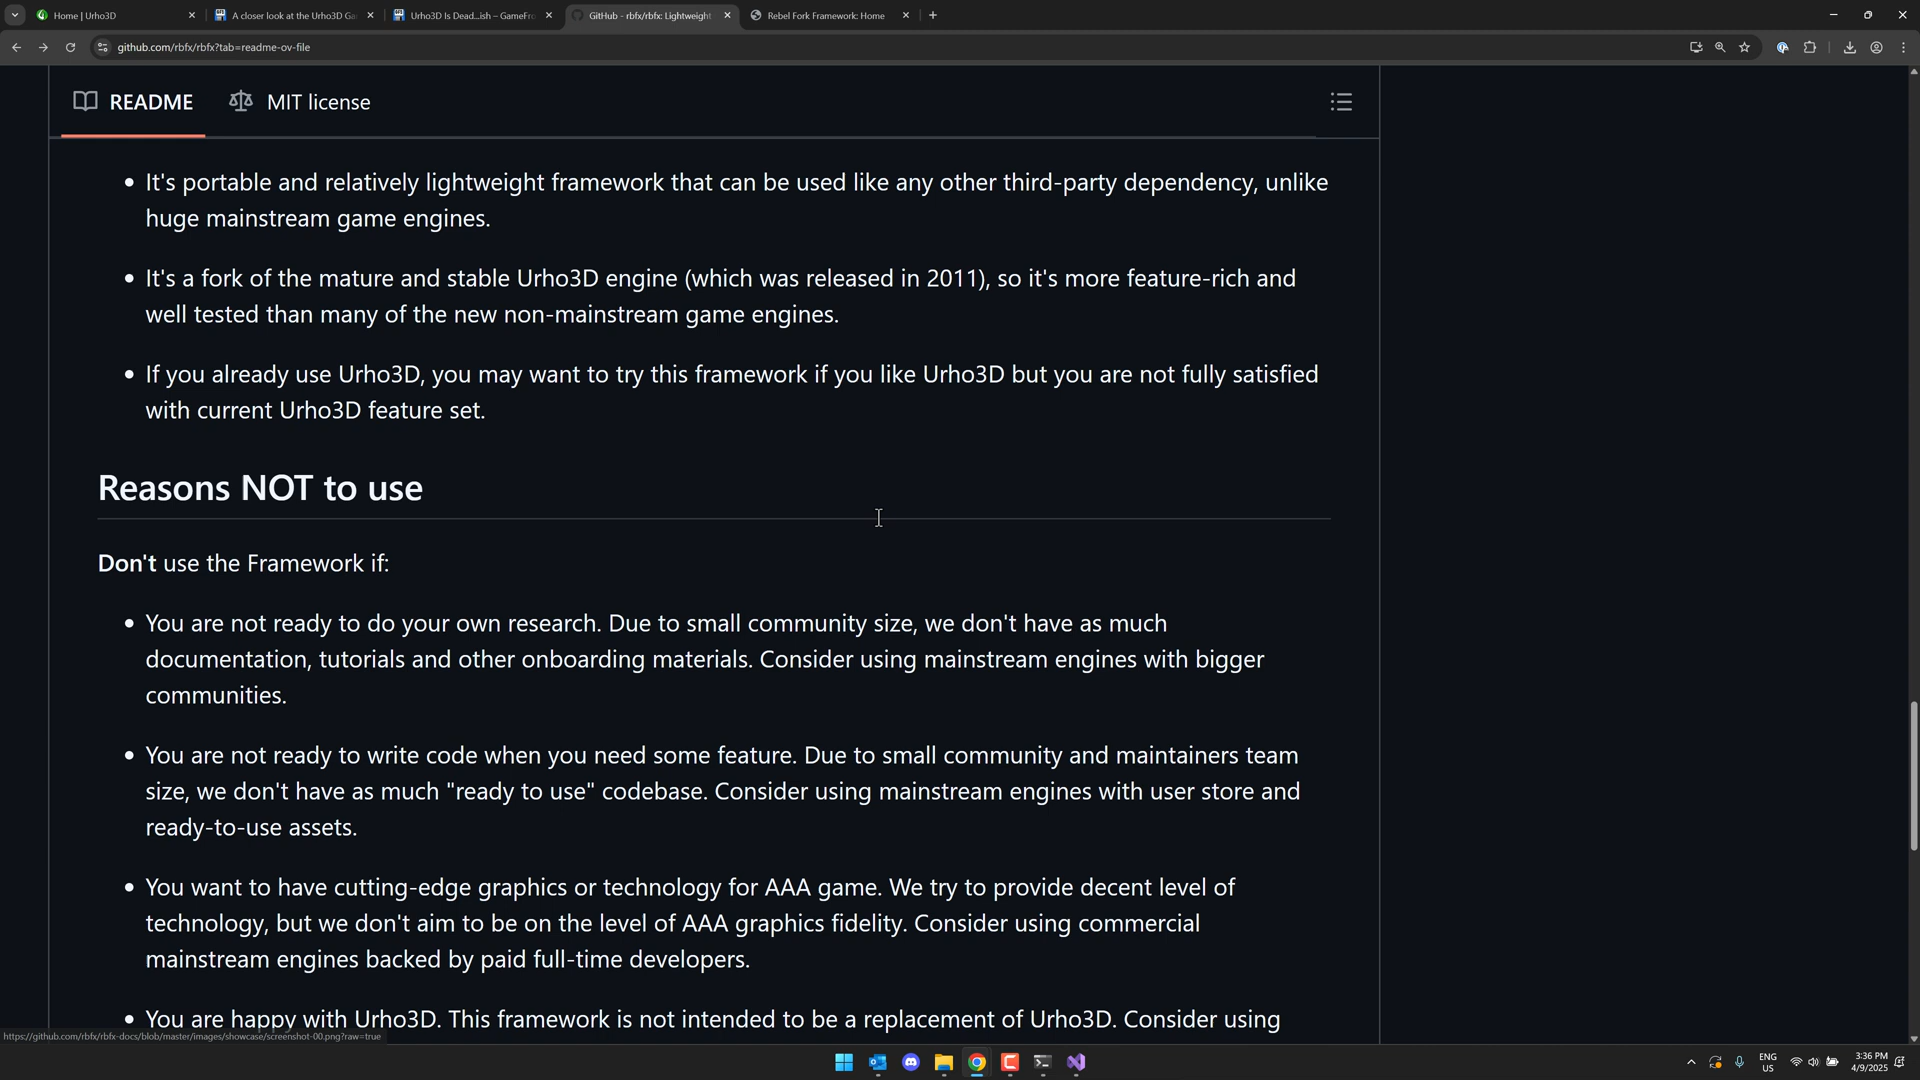 Home | Urho3D
A closer look at the Urho3D Ga
Urho3D Is Dead...ish – GameFro
GitHub - rbfx/rbfx: Lightweight
Rebel Fork Framework: Home
github.com/rbfx/rbfx?tab=readme-ov-file
README
MIT license
• It's portable and relatively lightweight framework that can be used like any other third-party dependency, unlike
huge mainstream game engines.
• It's a fork of the mature and stable Urho3D engine (which was released in 2011), so it's more feature-rich and
well tested than many of the new non-mainstream game engines.
• If you already use Urho3D, you may want to try this framework if you like Urho3D but you are not fully satisfied
with current Urho3D feature set.
Reasons NOT to use
Don't use the Framework if:
• You are not ready to do your own research. Due to small community size, we don't have as much
documentation, tutorials and other onboarding materials. Consider using mainstream engines with bigger
communities.
• You are not ready to write code when you need some feature. Due to small community and maintainers team
size, we don't have as much "ready to use" codebase. Consider using mainstream engines with user store and
ready-to-use assets.
• You want to have cutting-edge graphics or technology for AAA game. We try to provide decent level of
technology, but we don't aim to be on the level of AAA graphics fidelity. Consider using commercial
mainstream engines backed by paid full-time developers.
• You are happy with Urho3D. This framework is not intended to be a replacement of Urho3D. Consider using
https://github.com/rbfx/rbfx-docs/blob/master/images/showcase/screenshot-00.png?raw=true
ENG
US
3:36 PM
4/9/2025